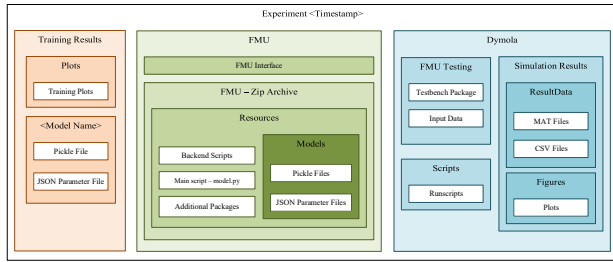 Experiment <Timestamp>
Training Results
Plots
Training Plots
<Model Name>
Pickle File
JSON Parameter File
FMU
FMU Interface
FMU – Zip Archive
Resources
Backend Scripts
Main script – model.py
Additional Packages
Models
Pickle Files
JSON Parameter Files
Dymola
FMU Testing
Testbench Package
Input Data
Scripts
Runscripts
Simulation Results
ResultData
MAT Files
CSV Files
Figures
Plots